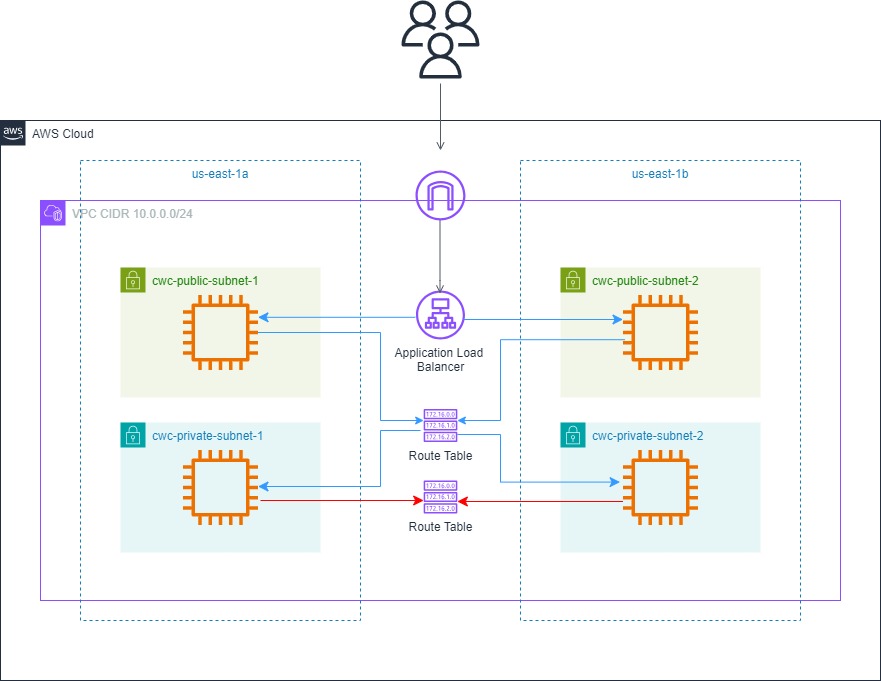 aws
AWS Cloud
us-east-1a
us-east-1b
VPC CIDR 10.0.0.0/24
cwc-public-subnet-1
cwc-public-subnet-2
Application Load
Balancer
172.16.0.0
172.16.1.0
172.16.2.0
Route Table
cwc-private-subnet-1
cwc-private-subnet-2
172.16.0.0
172.16.1.0
172.16.2.0
Route Table